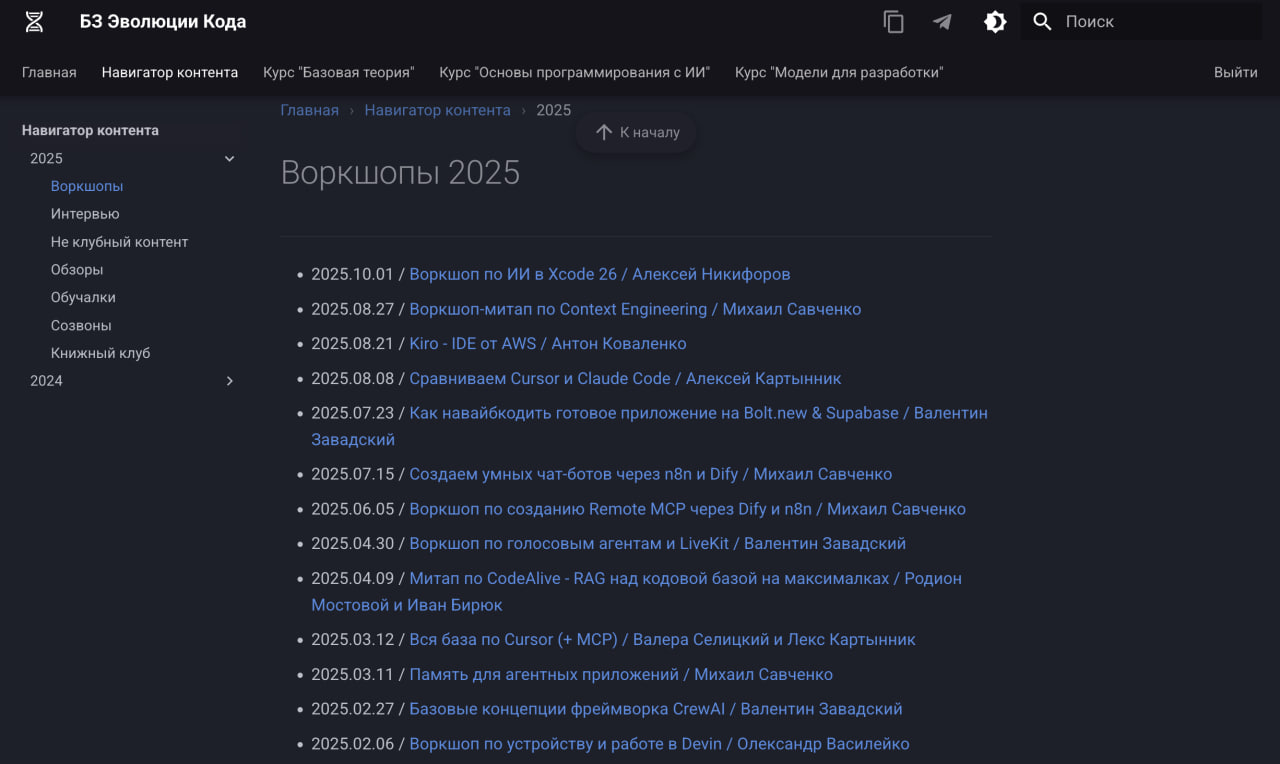 БЗ Эволюции Кода
Поиск
Главная
Навигатор контента
Курс "Базовая теория"
Курс "Основы программирования с ИИ"
Курс "Модели для разработки"
Выйти
Навигатор контента
2025
Воркшопы
Интервью
Не клубный контент
Обзоры
Обучалки
Созвоны
Книжный клуб
2024
Главная › Навигатор контента › 2025
К началу
Воркшопы 2025
2025.10.01 / Воркшоп по ИИ в Xcode 26 / Алексей Никифоров
2025.08.27 / Воркшоп-митап по Context Engineering / Михаил Савченко
2025.08.21 / Kiro - IDE от AWS / Антон Коваленко
2025.08.08 / Сравниваем Cursor и Claude Code / Алексей Картынник
2025.07.23 / Как навайбкодить готовое приложение на Bolt.new & Supabase / Валентин
Завадский
2025.07.15 / Создаем умных чат-ботов через n8n и Dify / Михаил Савченко
2025.06.05 / Воркшоп по созданию Remote MCP через Dify и n8n / Михаил Савченко
2025.04.30 / Воркшоп по голосовым агентам и LiveKit / Валентин Завадский
2025.04.09 / Митап по CodeAlive - RAG над кодовой базой на максималках / Родион
Мостовой и Иван Бирюк
2025.03.12 / Вся база по Cursor (+ MCP) / Валера Селицкий и Лекс Картынник
2025.03.11 / Память для агентных приложений / Михаил Савченко
2025.02.27 / Базовые концепции фреймворка CrewAI / Валентин Завадский
2025.02.06 / Воркшоп по устройству и работе в Devin / Олександр Василейко